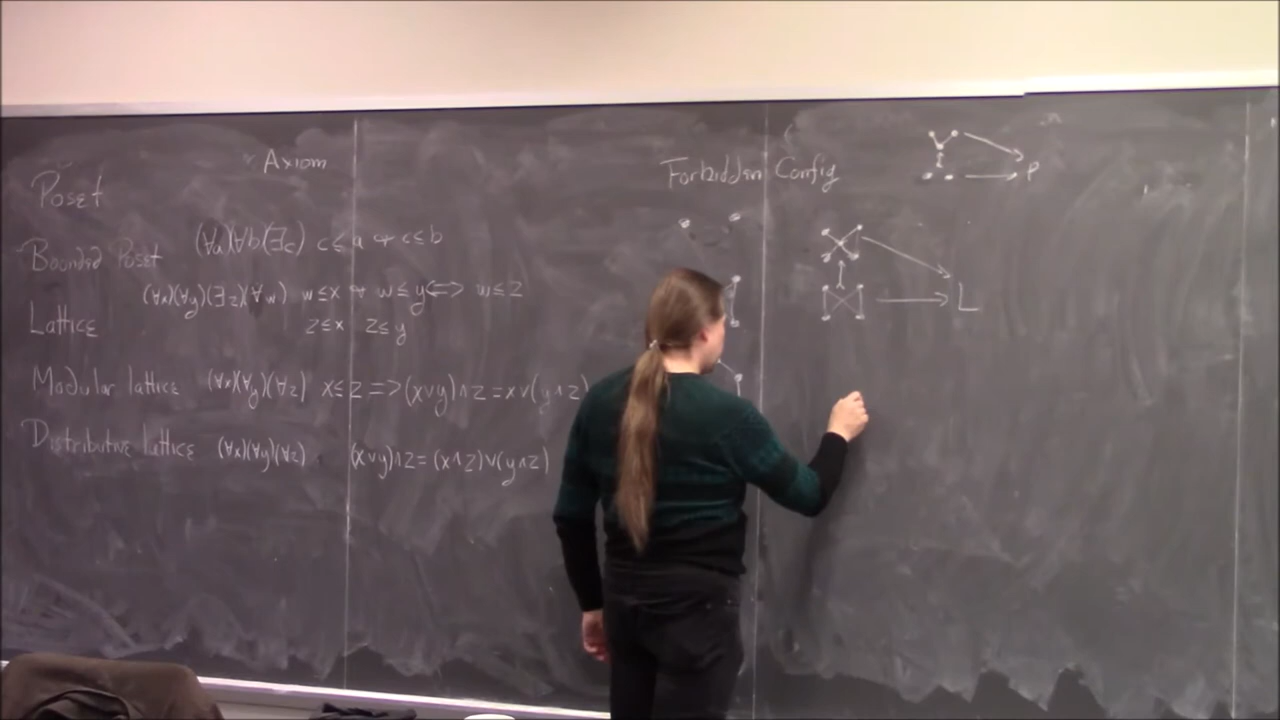 Axiom
Forbidden Config
P
Poset
Bounded Poset (∀a)(∀b)(∃c) c≤a & c≤b
(∀x)(∀y)(∃z)(∀w) w≤x & w≤y <=> w≤z
Lattice z≤x z≤y
L
Modular lattice (∀x)(∀y)(∀z) x≤z => (x∨y)∧z = x∨(y∧z)
Distributive lattice (∀x)(∀y)(∀z) (x∨y)∧z = (x∧z)∨(y∧z)